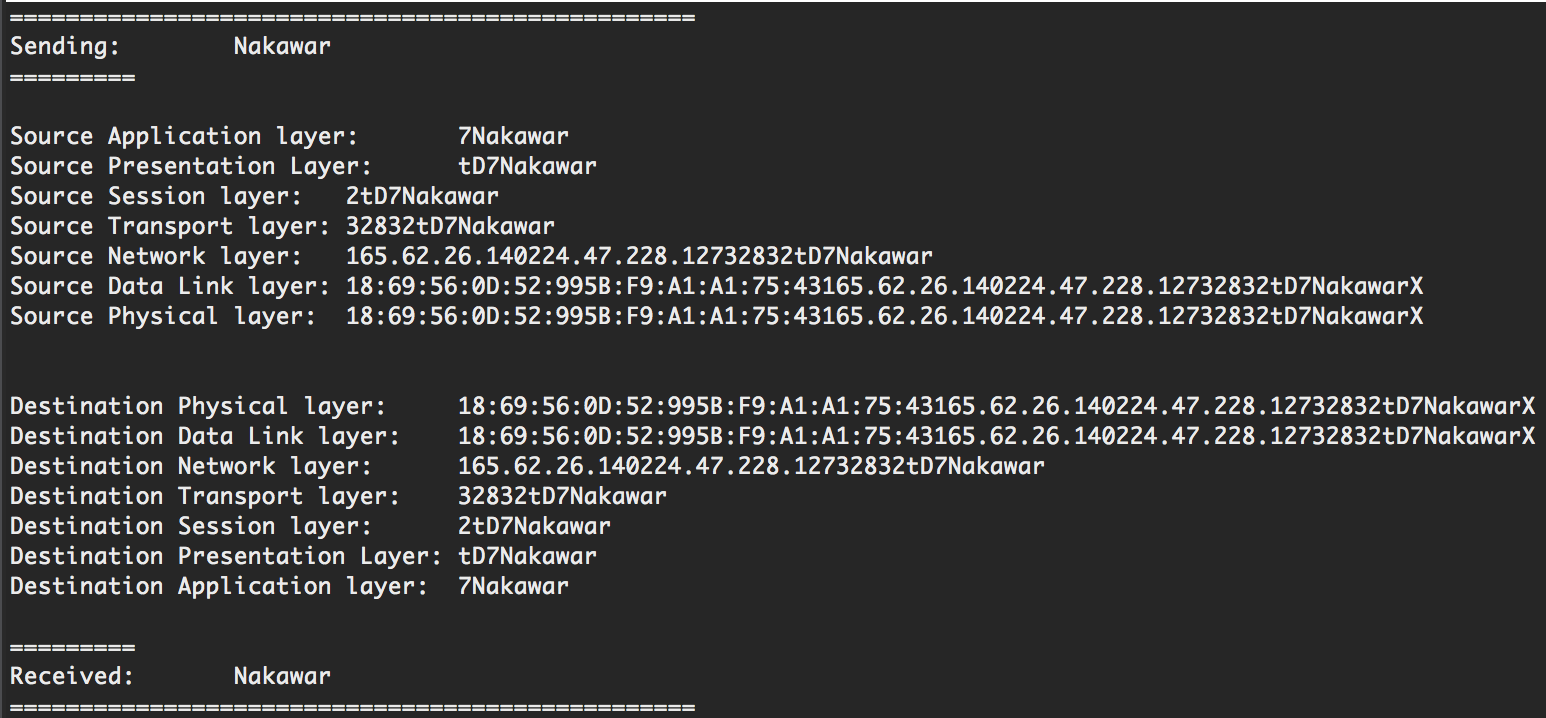 =================================================
Sending:        Nakawar
=========
Source Application layer:       7Nakawar
Source Presentation Layer:      tD7Nakawar
Source Session layer:   2tD7Nakawar
Source Transport layer: 32832tD7Nakawar
Source Network layer:   165.62.26.140224.47.228.12732832tD7Nakawar
Source Data Link layer: 18:69:56:0D:52:995B:F9:A1:A1:75:43165.62.26.140224.47.228.12732832tD7NakawarX
Source Physical layer:  18:69:56:0D:52:995B:F9:A1:A1:75:43165.62.26.140224.47.228.12732832tD7NakawarX
Destination Physical layer:     18:69:56:0D:52:995B:F9:A1:A1:75:43165.62.26.140224.47.228.12732832tD7NakawarX
Destination Data Link layer:    18:69:56:0D:52:995B:F9:A1:A1:75:43165.62.26.140224.47.228.12732832tD7NakawarX
Destination Network layer:      165.62.26.140224.47.228.12732832tD7Nakawar
Destination Transport layer:    32832tD7Nakawar
Destination Session layer:      2tD7Nakawar
Destination Presentation Layer: tD7Nakawar
Destination Application layer:  7Nakawar
=========
Received:       Nakawar
=================================================